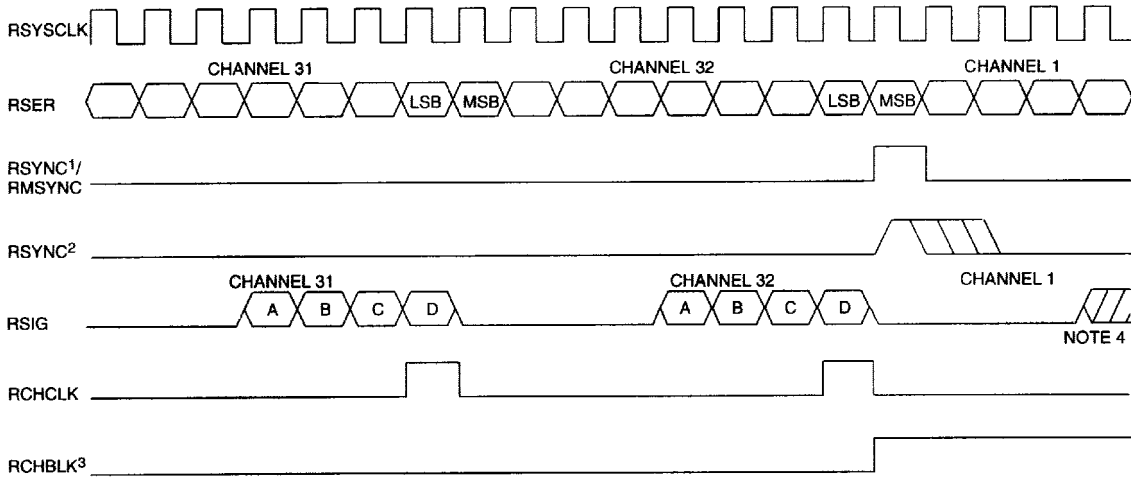 RSYSCLK
CHANNEL 31 CHANNEL 32 CHANNEL 1
RSER LSB MSB LSB MSB
RSYNC¹/
RMSYNC
RSYNC²
CHANNEL 31 CHANNEL 32 CHANNEL 1
RSIG A B C D A B C D
NOTE 4
RCHCLK
RCHBLK³